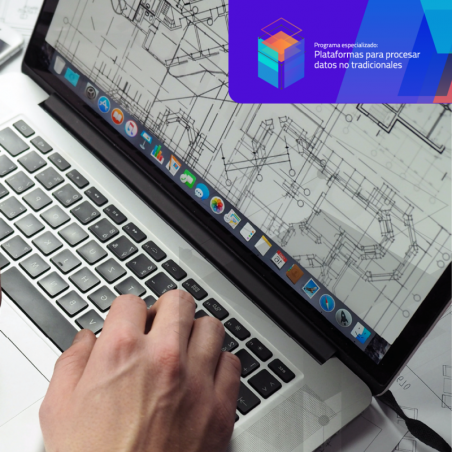 Programa especializado:
Plataformas para procesar
datos no tradicionales